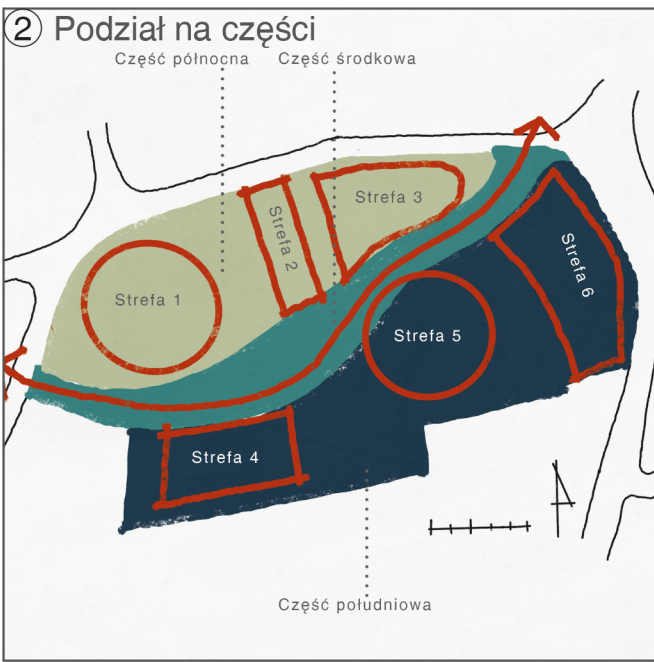 2 Podział na części
Część północna Część środkowa
Strefa 3
Strefa 2
Strefa 6
Strefa 1
Strefa 5
Strefa 4
Część południowa